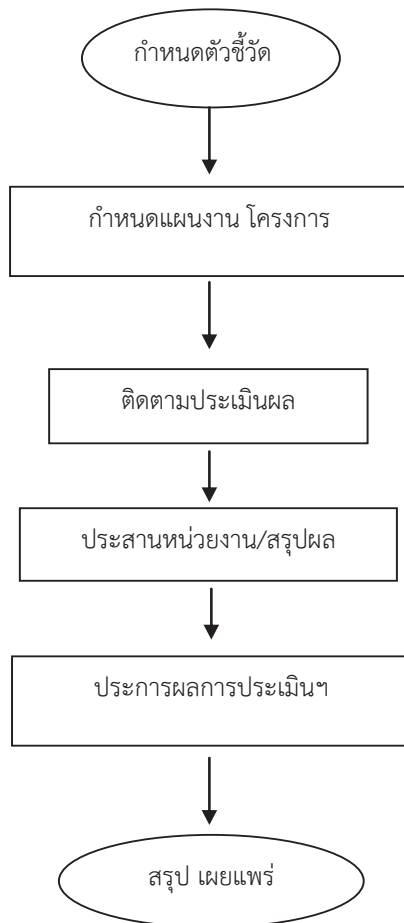 กำหนดตัวชี้วัด
กำหนดแผนงาน โครงการ
ติดตามประเมินผล
ประสานหน่วยงาน/สรุปผล
ประการผลการประเมินฯ
สรุป เผยแพร่